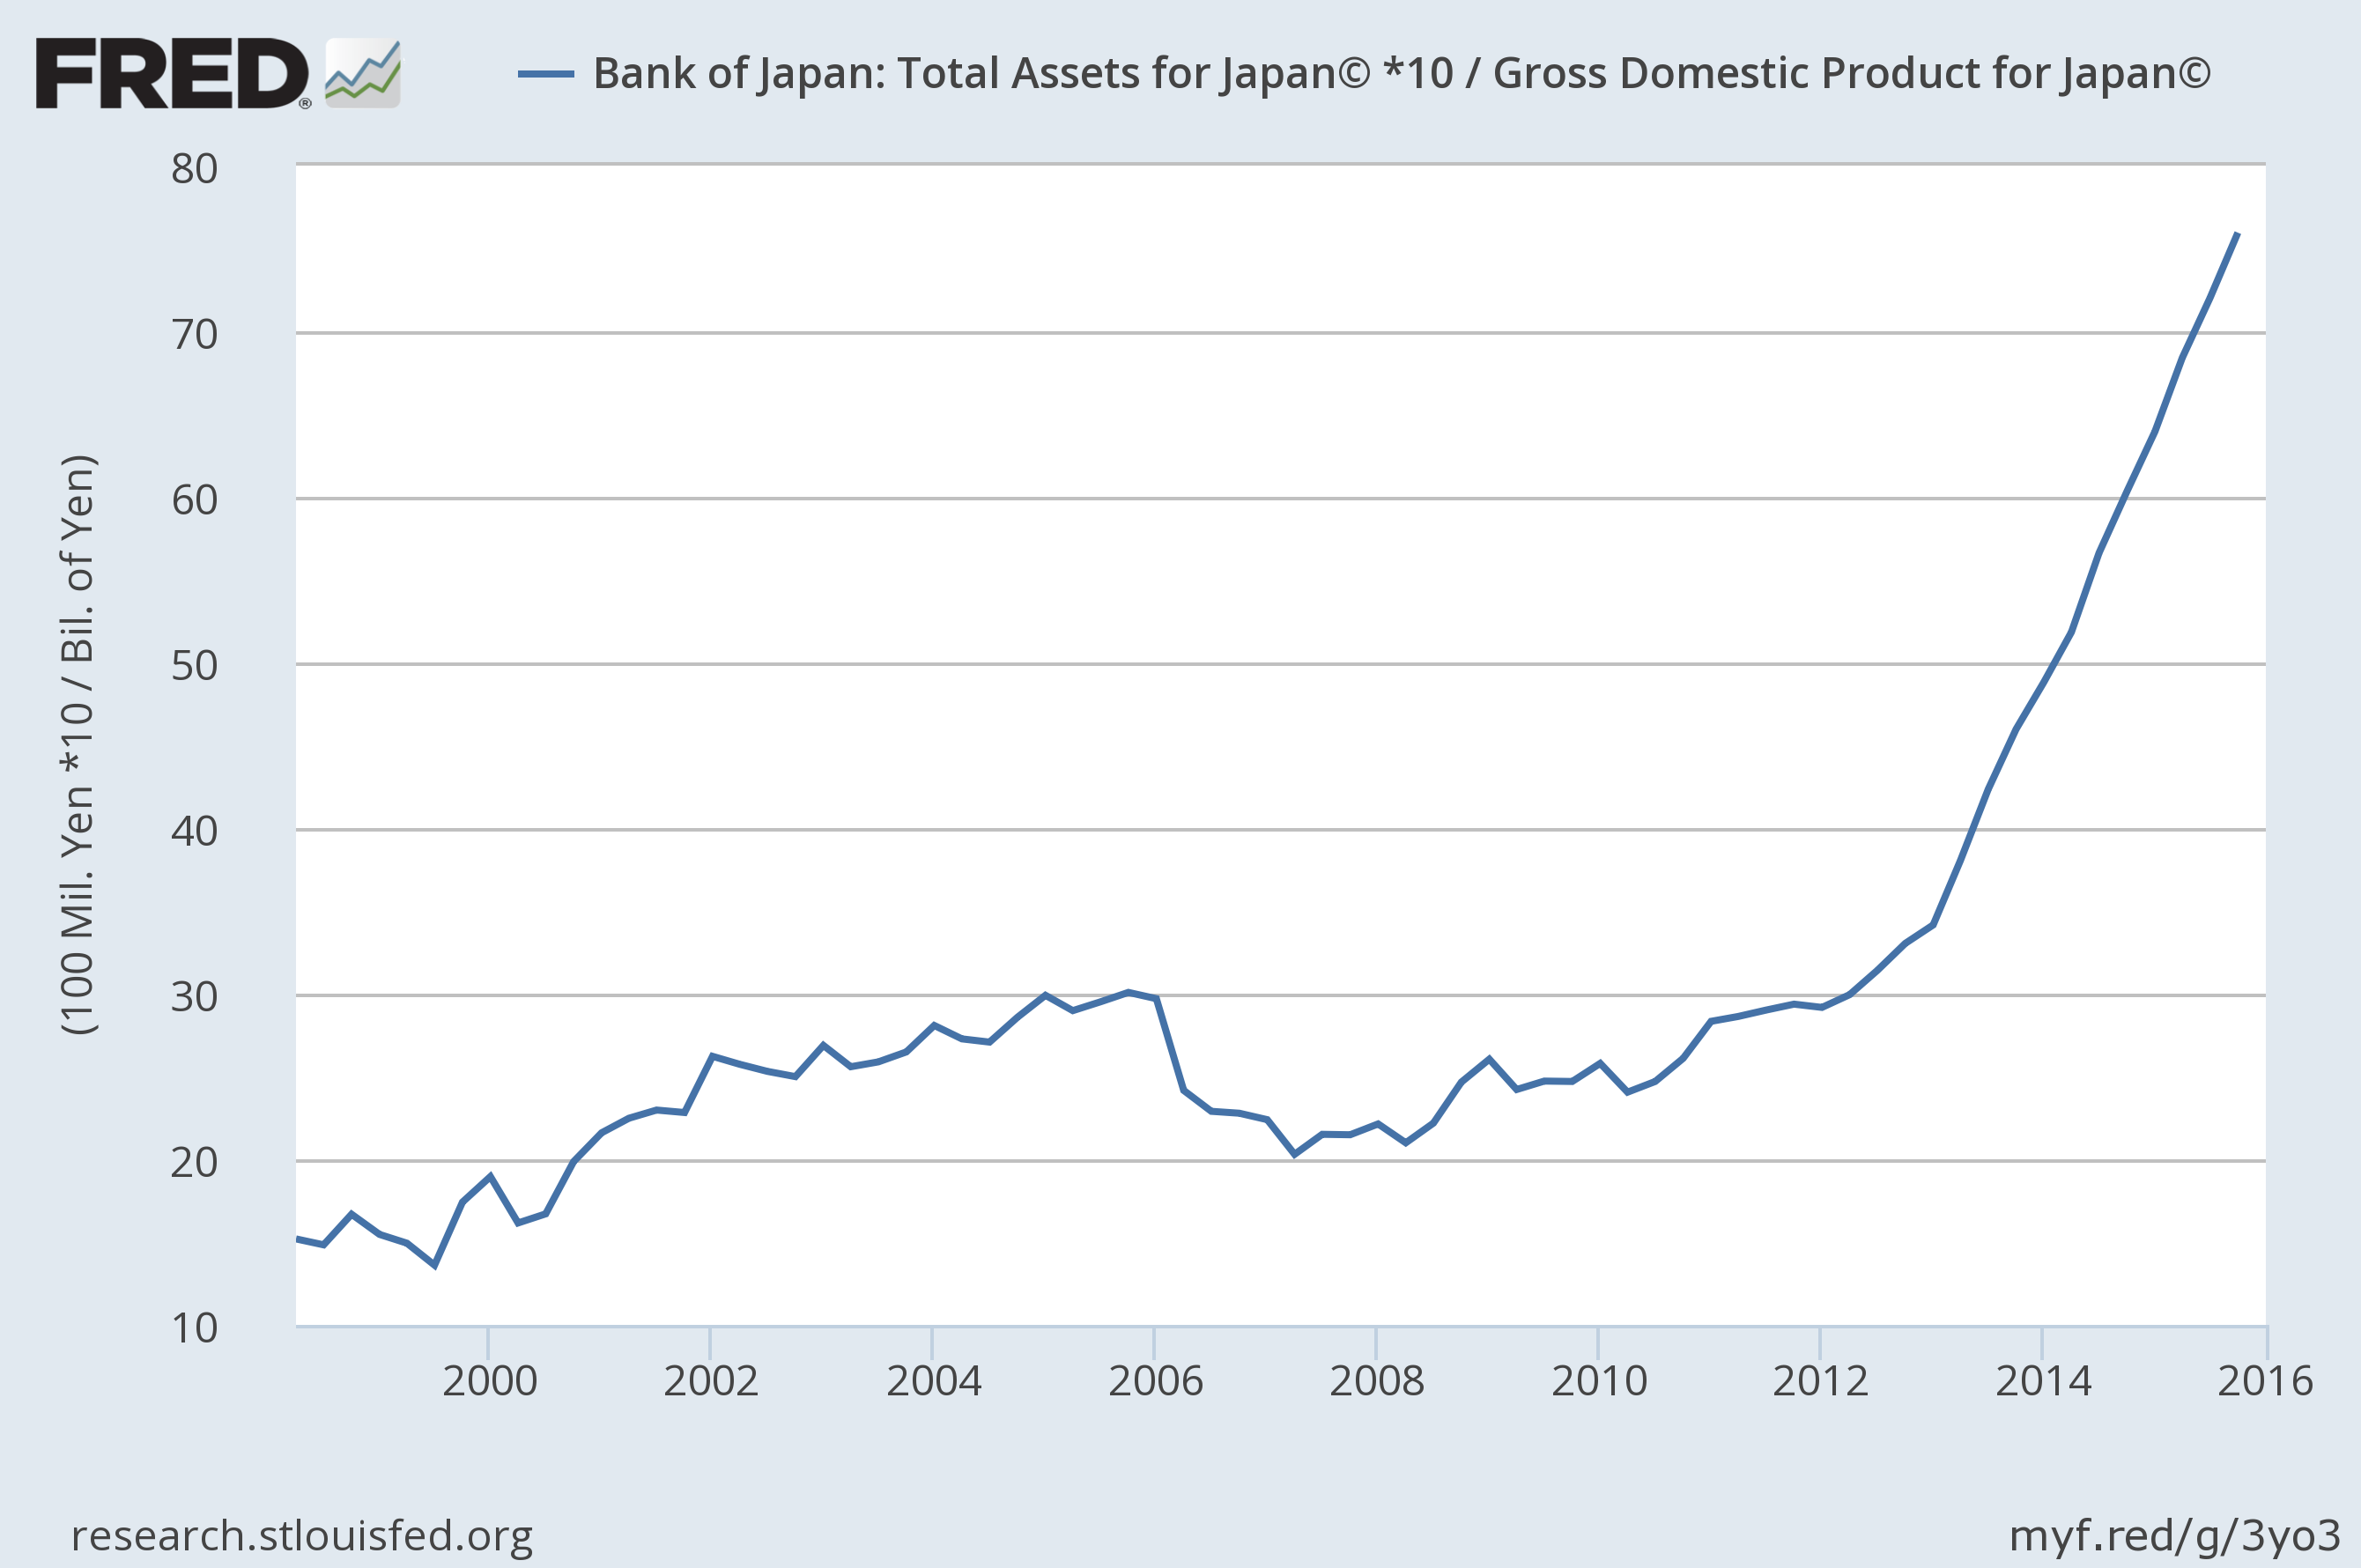 FRED®
Bank of Japan: Total Assets for Japan© *10 / Gross Domestic Product for Japan©
(100 Mil. Yen *10 / Bil. of Yen)
80
70
60
50
40
30
20
10
2000 2002 2004 2006 2008 2010 2012 2014 2016
research.stlouisfed.org
myf.red/g/3yo3